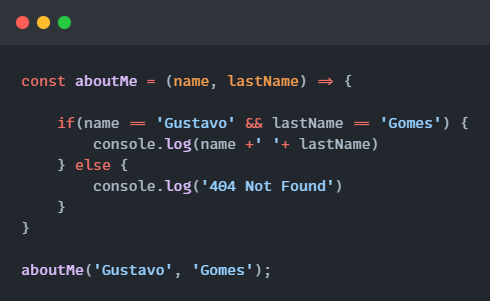 const aboutMe = (name, lastName) => {
if(name == 'Gustavo' && lastName == 'Gomes') {
console.log(name +' '+ lastName)
} else {
console.log('404 Not Found')
}
}
aboutMe('Gustavo', 'Gomes');